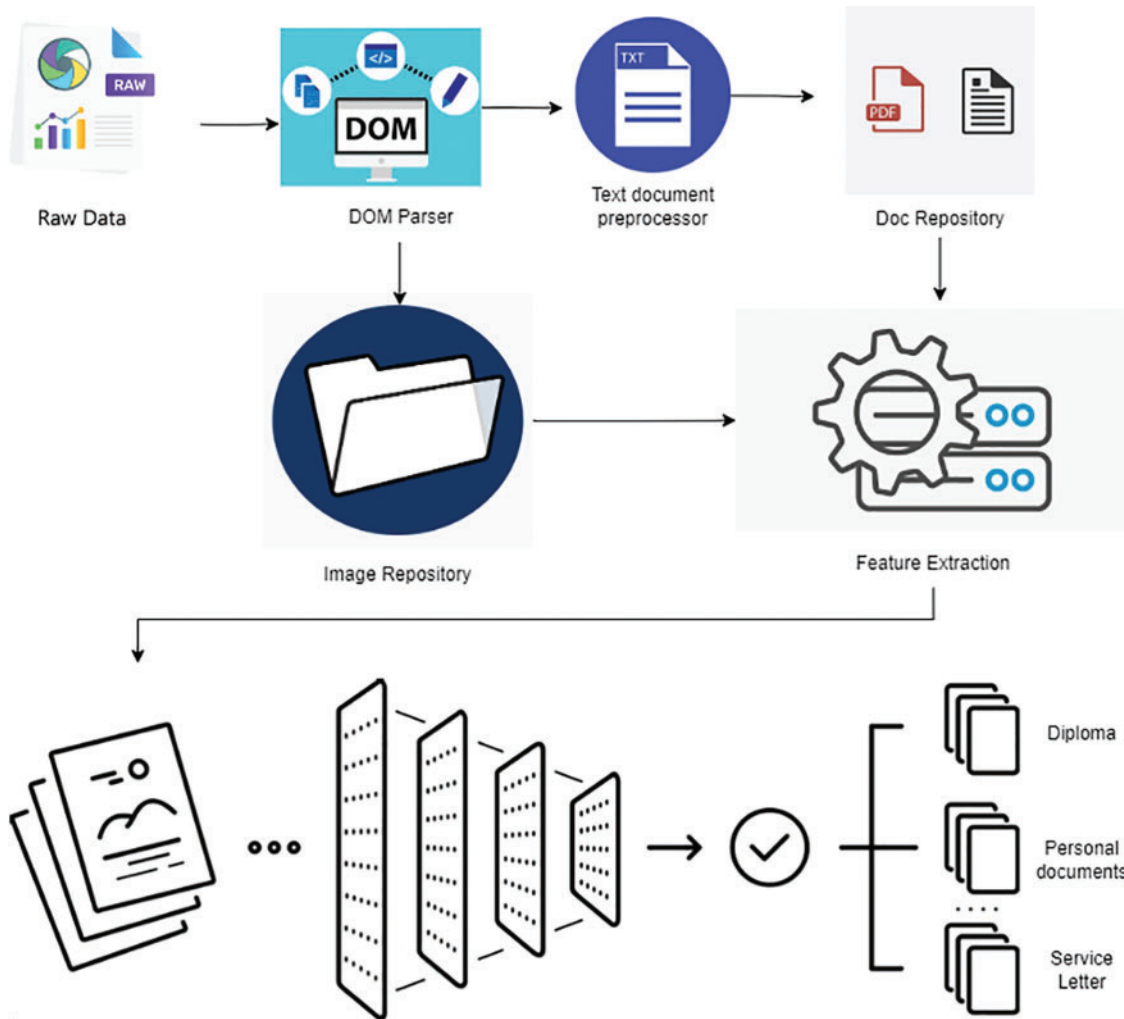 RAW
</>
DOM
TXT
PDF
Raw Data
DOM Parser
Text document
preprocessor
Doc Repository
Image Repository
Feature Extraction
Diploma
Personal
documents
.....
Service
Letter